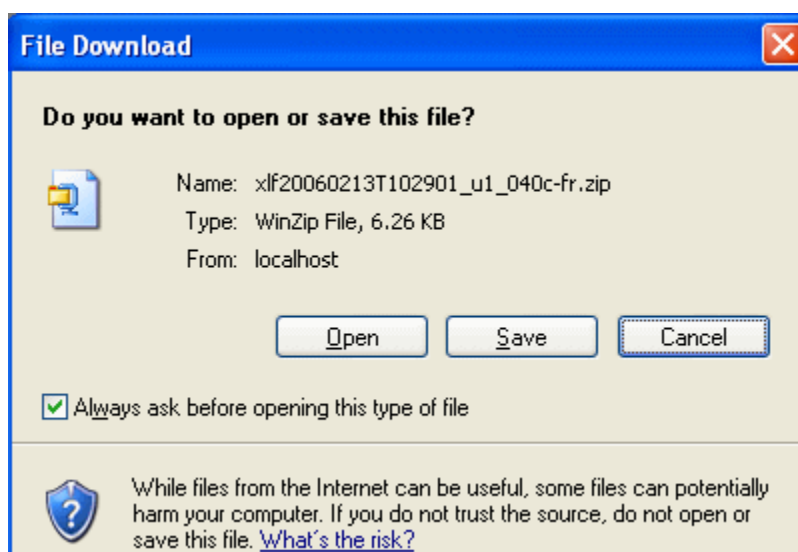 File Download
Do you want to open or save this file?
Name: xlf20060213T102901_u1_040c-fr.zip
Type: WinZip File, 6.26 KB
From: localhost
Open Save Cancel
Always ask before opening this type of file
While files from the Internet can be useful, some files can potentially
harm your computer. If you do not trust the source, do not open or
save this file. What's the risk?